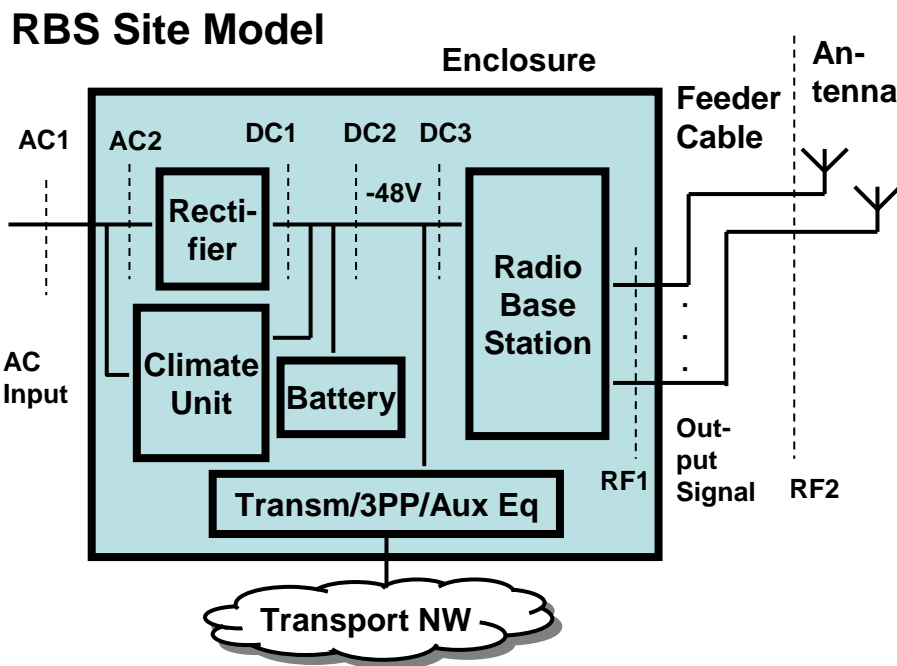 RBS Site Model
Enclosure
An-
tenna
Feeder
Cable
AC1
AC2
DC1
DC2
DC3
-48V
Recti-
fier
Radio
Base
Station
AC
Input
Climate
Unit
Battery
.
.
.
.
Out-
put
Signal
RF1
RF2
Transm/3PP/Aux Eq
Transport NW